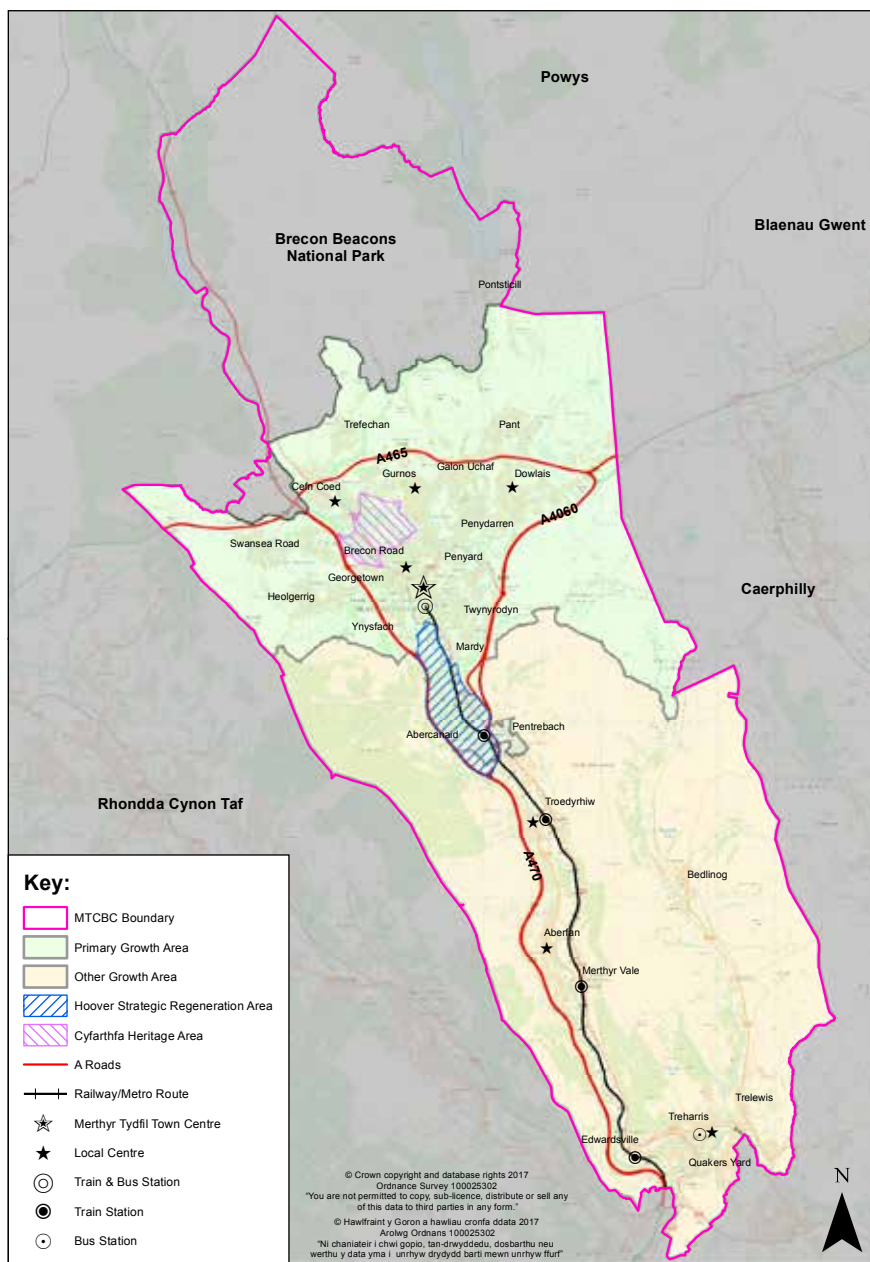 Powys
Blaenau Gwent
Brecon Beacons
National Park
Pontsticill
Trefechan
Pant
A465
Galon Uchaf
Gurnos
Dowlais
Cefn Coed
Penydarren
A4060
Swansea Road
Brecon Road
Penyard
Georgetown
Caerphilly
Heolgerrig
Twynyrodyn
Ynysfach
Mardy
Pentrebach
Abercanaid
Rhondda Cynon Taf
Troedyrhiw
A470
Bedlinog
Aberfan
Merthyr Vale
Trelewis
Treharris
Edwardsville
Quakers Yard
Key:
MTCBC Boundary
Primary Growth Area
Other Growth Area
Hoover Strategic Regeneration Area
Cyfarthfa Heritage Area
A Roads
Railway/Metro Route
Merthyr Tydfil Town Centre
Local Centre
Train & Bus Station
Train Station
Bus Station
© Crown copyright and database rights 2017
Ordnance Survey 100025302
"You are not permitted to copy, sub-licence, distribute or sell any
of this data to third parties in any form."
© Hawlfraint y Goron a hawliau cronfa ddata 2017
Arolwg Ordnans 100025302
"Ni chaniateir i chwi gopio, tan-drwyddedu, dosbarthu neu
werthu y data yma i unrhyw drydydd barti mewn unrhyw ffurf"
N